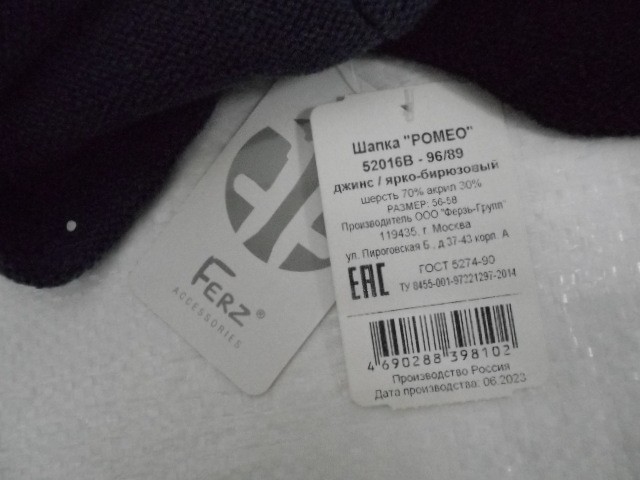 Шапка "РОМЕО"
52016В - 96/89
джинс / ярко-бирюзовый
шерсть 70% акрил 30%
РАЗМЕР: 56-58
Производитель ООО "Ферзь-Групп"
119435, г. Москва
ул. Пироговская Б., д.37-43 корп. А
EAC
ГОСТ 5274-90
ТУ 8455-001-97321297-2014
4 690288 398102
Производство Россия
Дата производства: 06.2023
FERZ®
ACCESSORIES